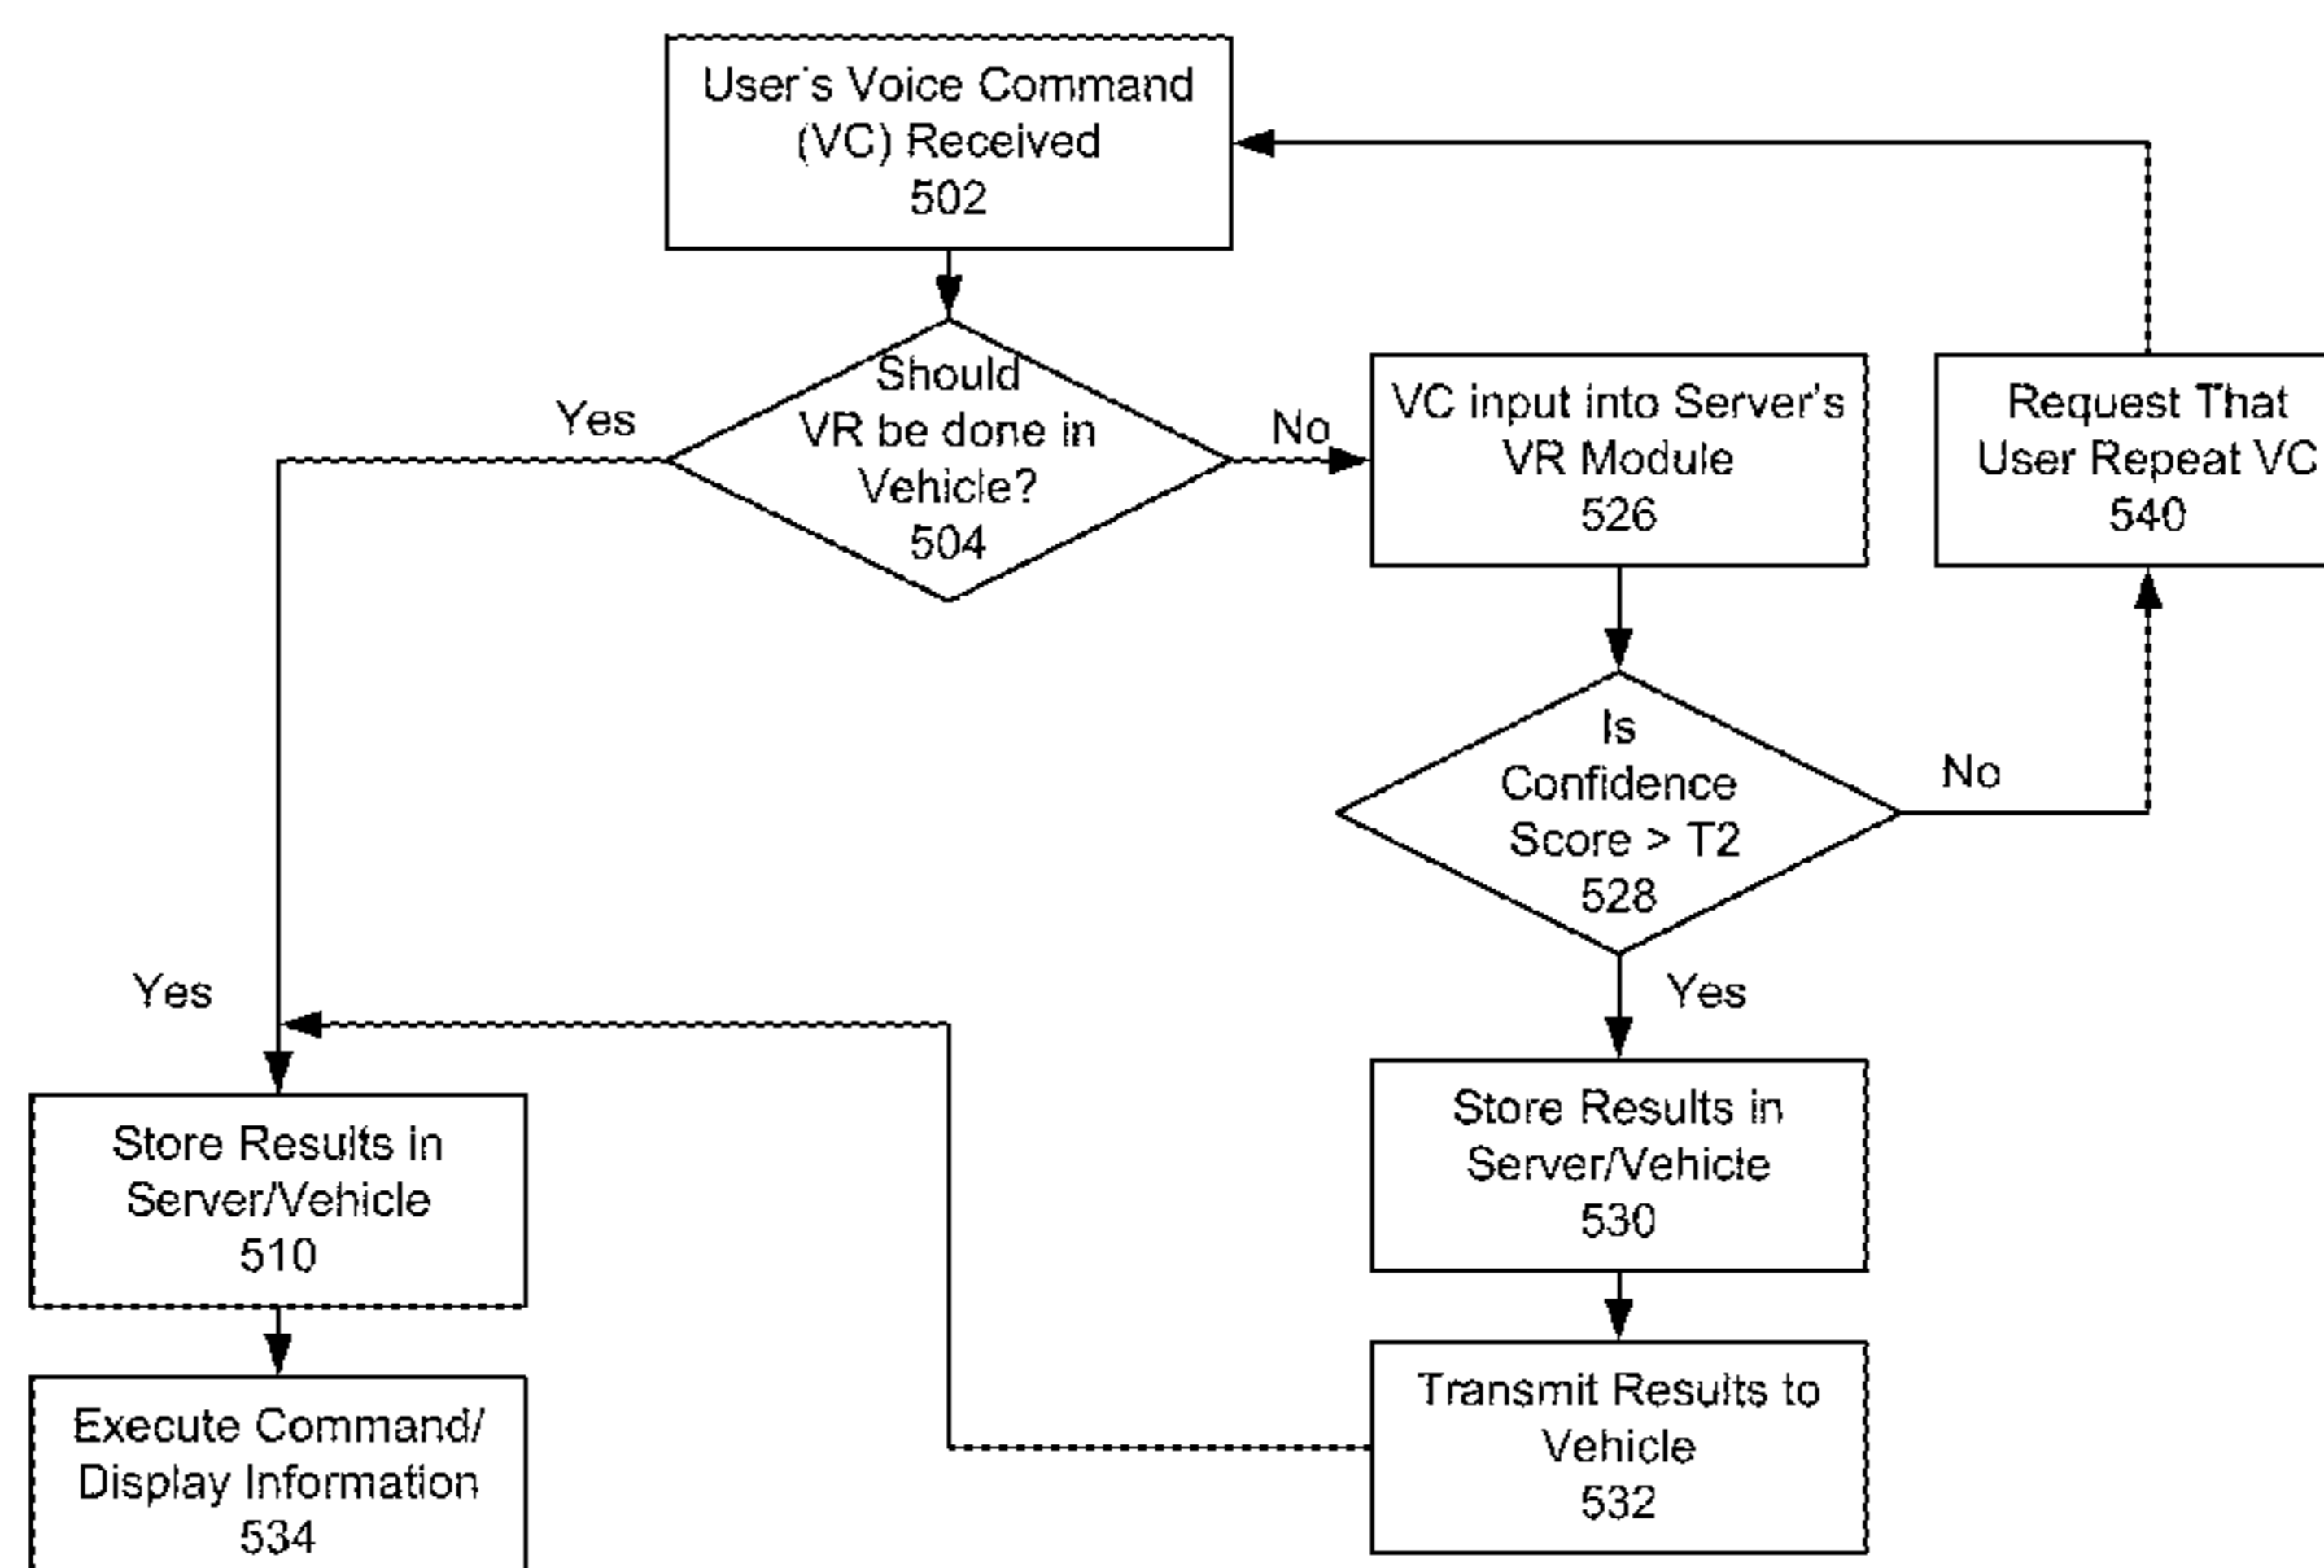 User's Voice Command
(VC) Received
502
Should
VR be done in
Vehicle?
504
Yes
No
VC input into Server's
VR Module
526
Request That
User Repeat VC
540
Is
Confidence
Score > T2
528
No
Yes
Yes
Store Results in
Server/Vehicle
510
Store Results in
Server/Vehicle
530
Execute Command/
Display Information
534
Transmit Results to
Vehicle
532